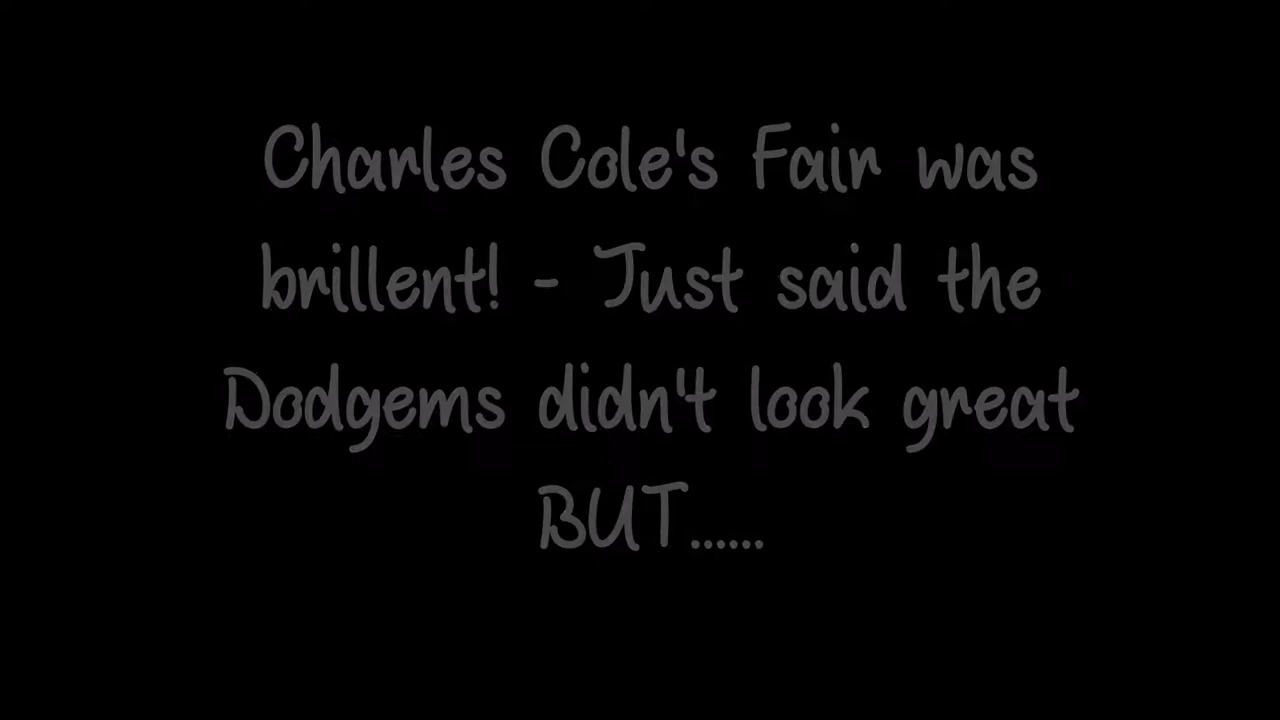 Charles Cole's Fair was
brillent! - Just said the
Dodgems didn't look great
BUT......